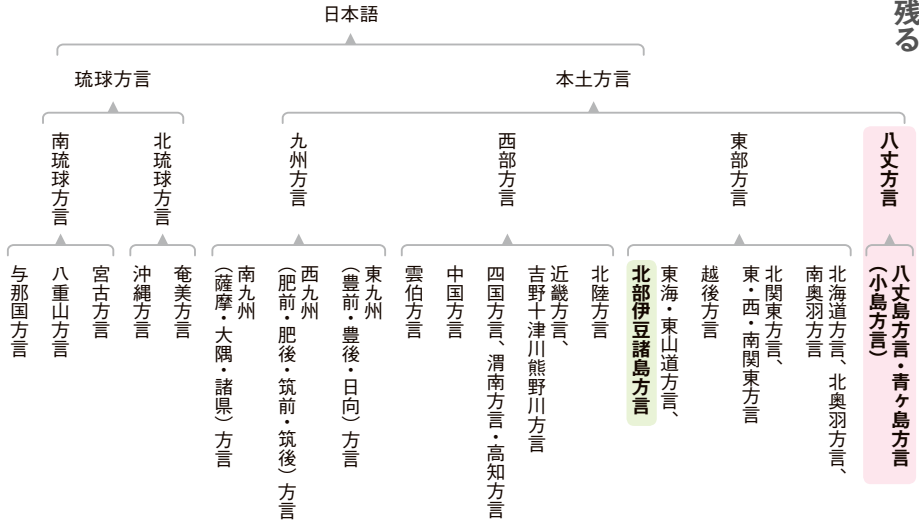 残る
日本語
本土方言
琉球方言
八丈方言
東部方言
西部方言
九州方言
北琉球方言
南琉球方言
八丈島方言・青ヶ島方言
（小島方言）
北海道方言、北奥羽方言、
南奥羽方言
北関東方言、
東・西・南関東方言
越後方言
東海・東山道方言、
北部伊豆諸島方言
北陸方言
近畿方言、
吉野十津川熊野川方言
四国方言、渭南方言・高知方言
中国方言
雲伯方言
東九州
（豊前・豊後・日向）方言
西九州
（肥前・肥後・筑前・筑後）方言
南九州
（薩摩・大隅・諸県）方言
奄美方言
沖縄方言
宮古方言
八重山方言
与那国方言